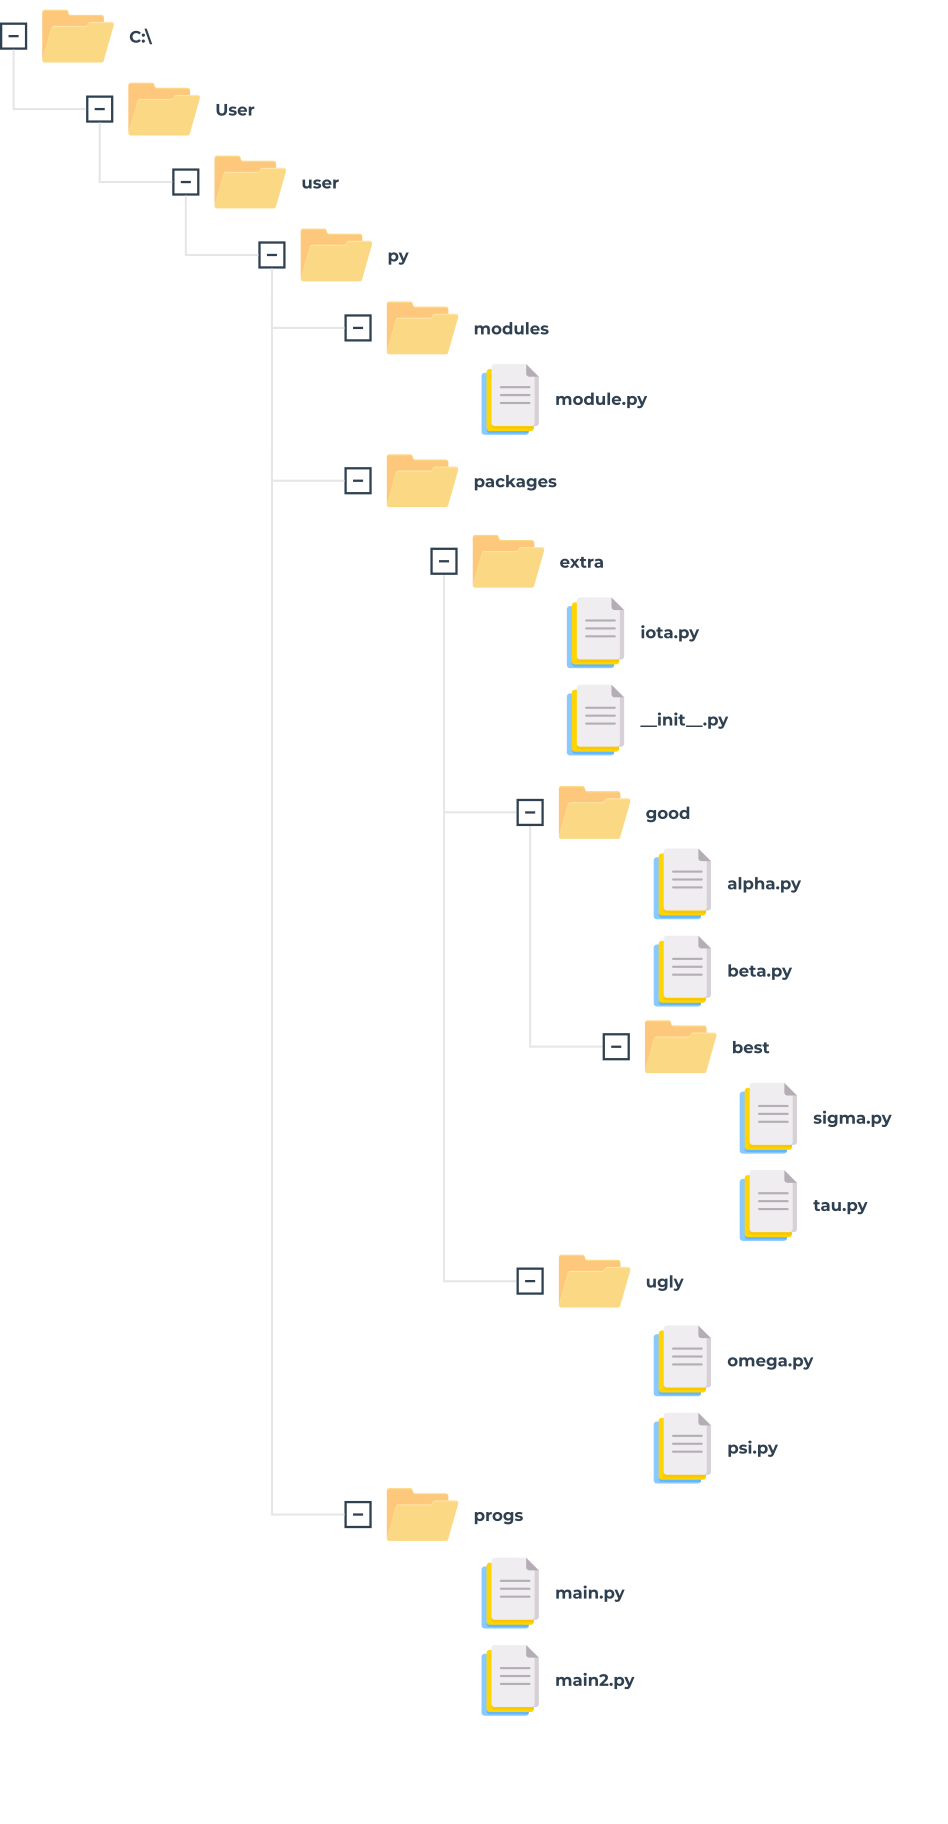 C:\
User
user
py
modules
module.py
packages
extra
iota.py
__init__.py
good
alpha.py
beta.py
best
sigma.py
tau.py
ugly
omega.py
psi.py
progs
main.py
main2.py